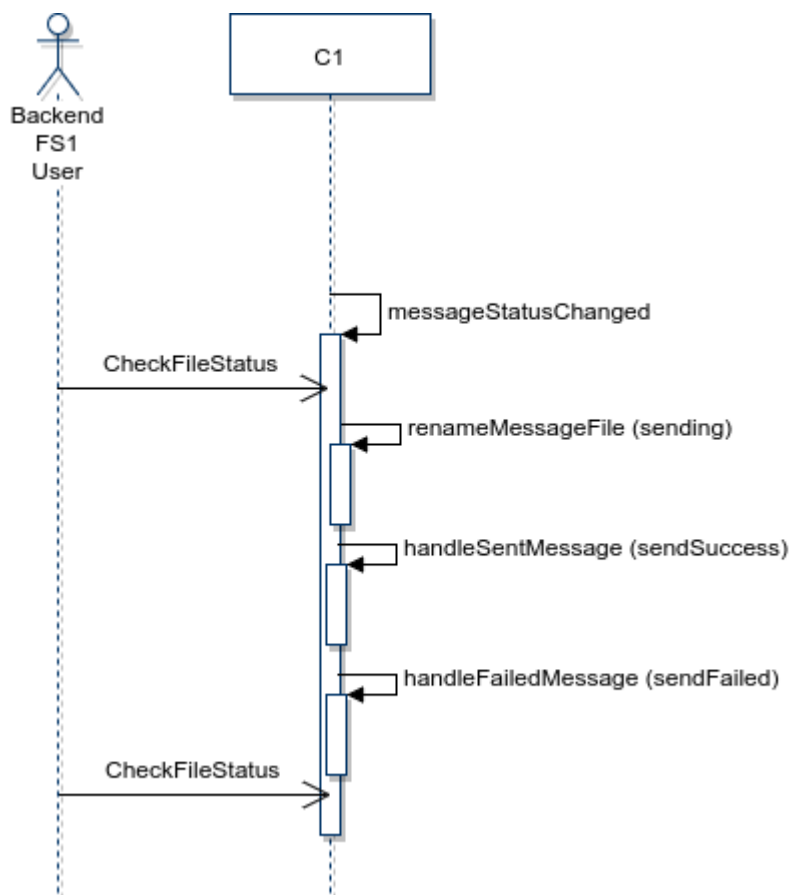 C1
Backend
FS1
User
messageStatusChanged
CheckFileStatus
renameMessageFile (sending)
handleSentMessage (sendSuccess)
handleFailedMessage (sendFailed)
CheckFileStatus